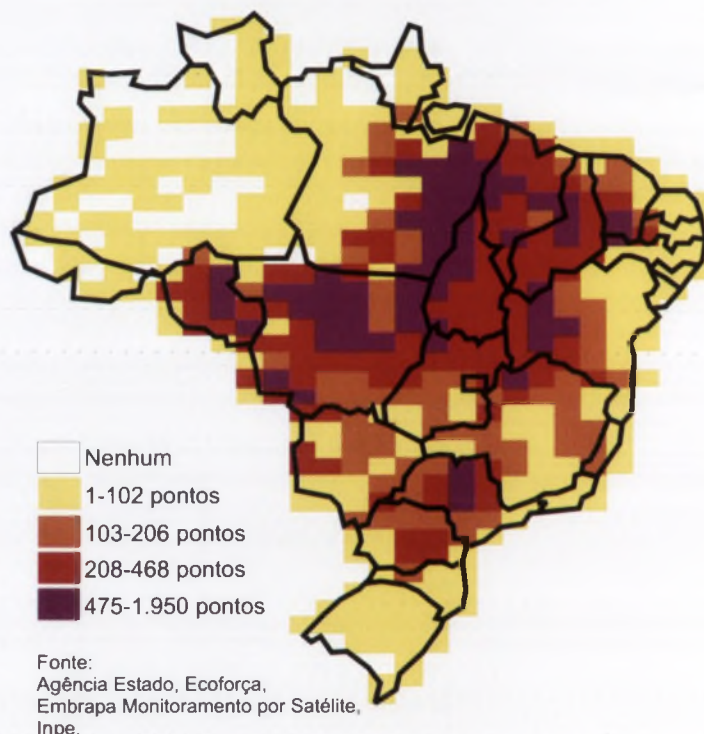 Nenhum
1-102 pontos
103-206 pontos
208-468 pontos
475-1.950 pontos
Fonte:
Agência Estado, Ecoforça,
Embrapa Monitoramento por Satélite,
Inpe.